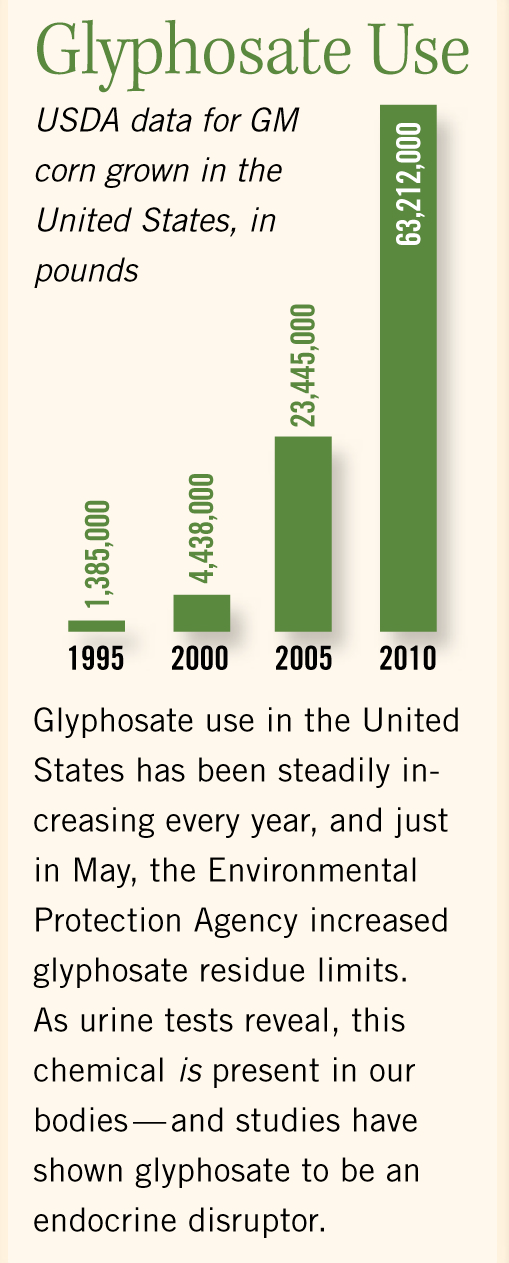 Glyphosate Use
USDA data for GM
corn grown in the
United States, in
pounds
1,385,000
4,438,000
23,445,000
63,212,000
1995 2000 2005 2010
Glyphosate use in the United
States has been steadily in-
creasing every year, and just
in May, the Environmental
Protection Agency increased
glyphosate residue limits.
As urine tests reveal, this
chemical is present in our
bodies—and studies have
shown glyphosate to be an
endocrine disruptor.